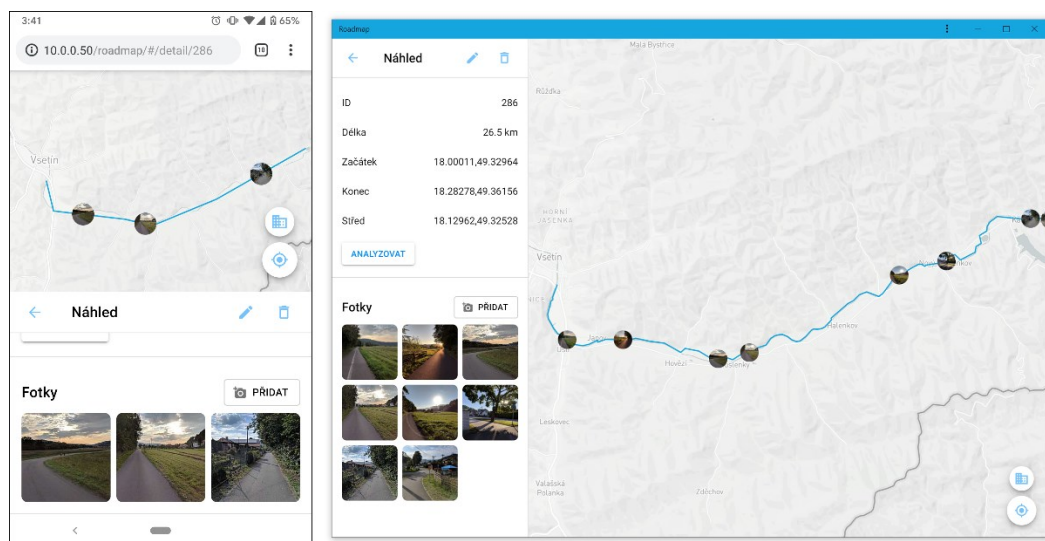 3:41
65%
10.0.0.50/roadmap/#/detail/286
10
Vsetín
Náhled
Fotky
PŘIDAT
Roadmap
Náhled
ID 286
Délka 26.5 km
Začátek 18.00011,49.32964
Konec 18.28278,49.36156
Střed 18.12962,49.32528
ANALYZOVAT
Fotky
PŘIDAT
Malá Bystřice
Růžďka
HORNÍ
JASENKA
Vsetín
Halenkov
Hovězí
Leskovec
Valašská
Polanka
Zděchov